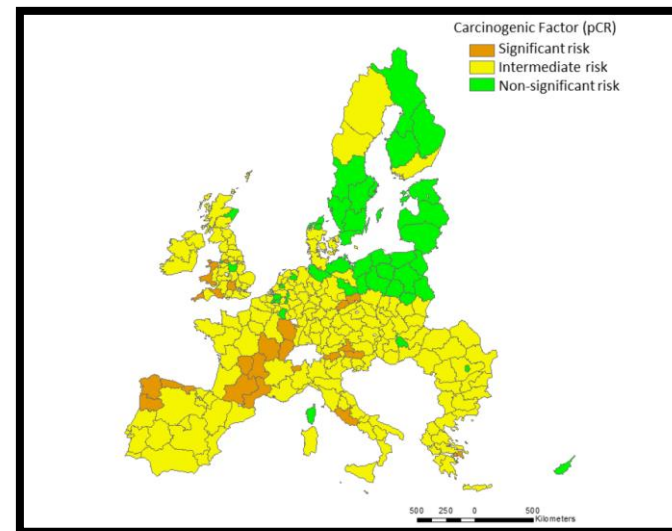 Carcinogenic Factor (pCR)
Significant risk
Intermediate risk
Non-significant risk
500 250 0 500
Kilometers